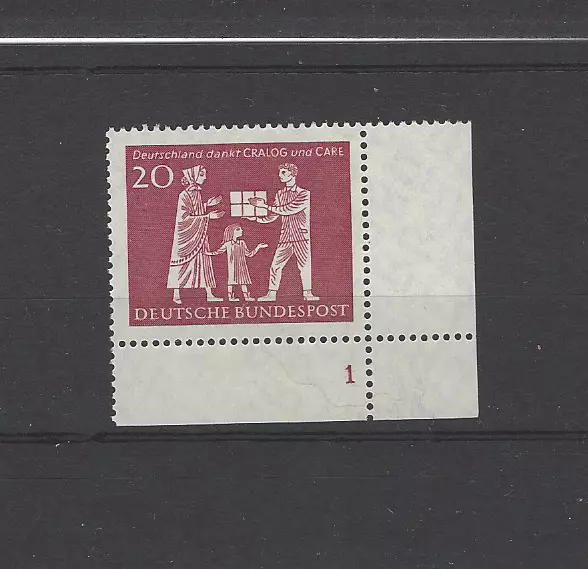 Deutschland dankt CRALOG und CARE
20
DEUTSCHE BUNDESPOST
1